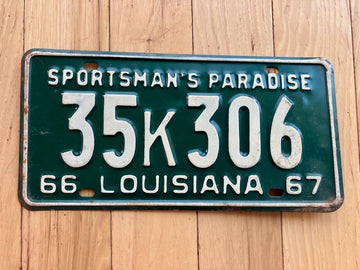 SPORTSMAN'S PARADISE
35K306
66 LOUISIANA 67